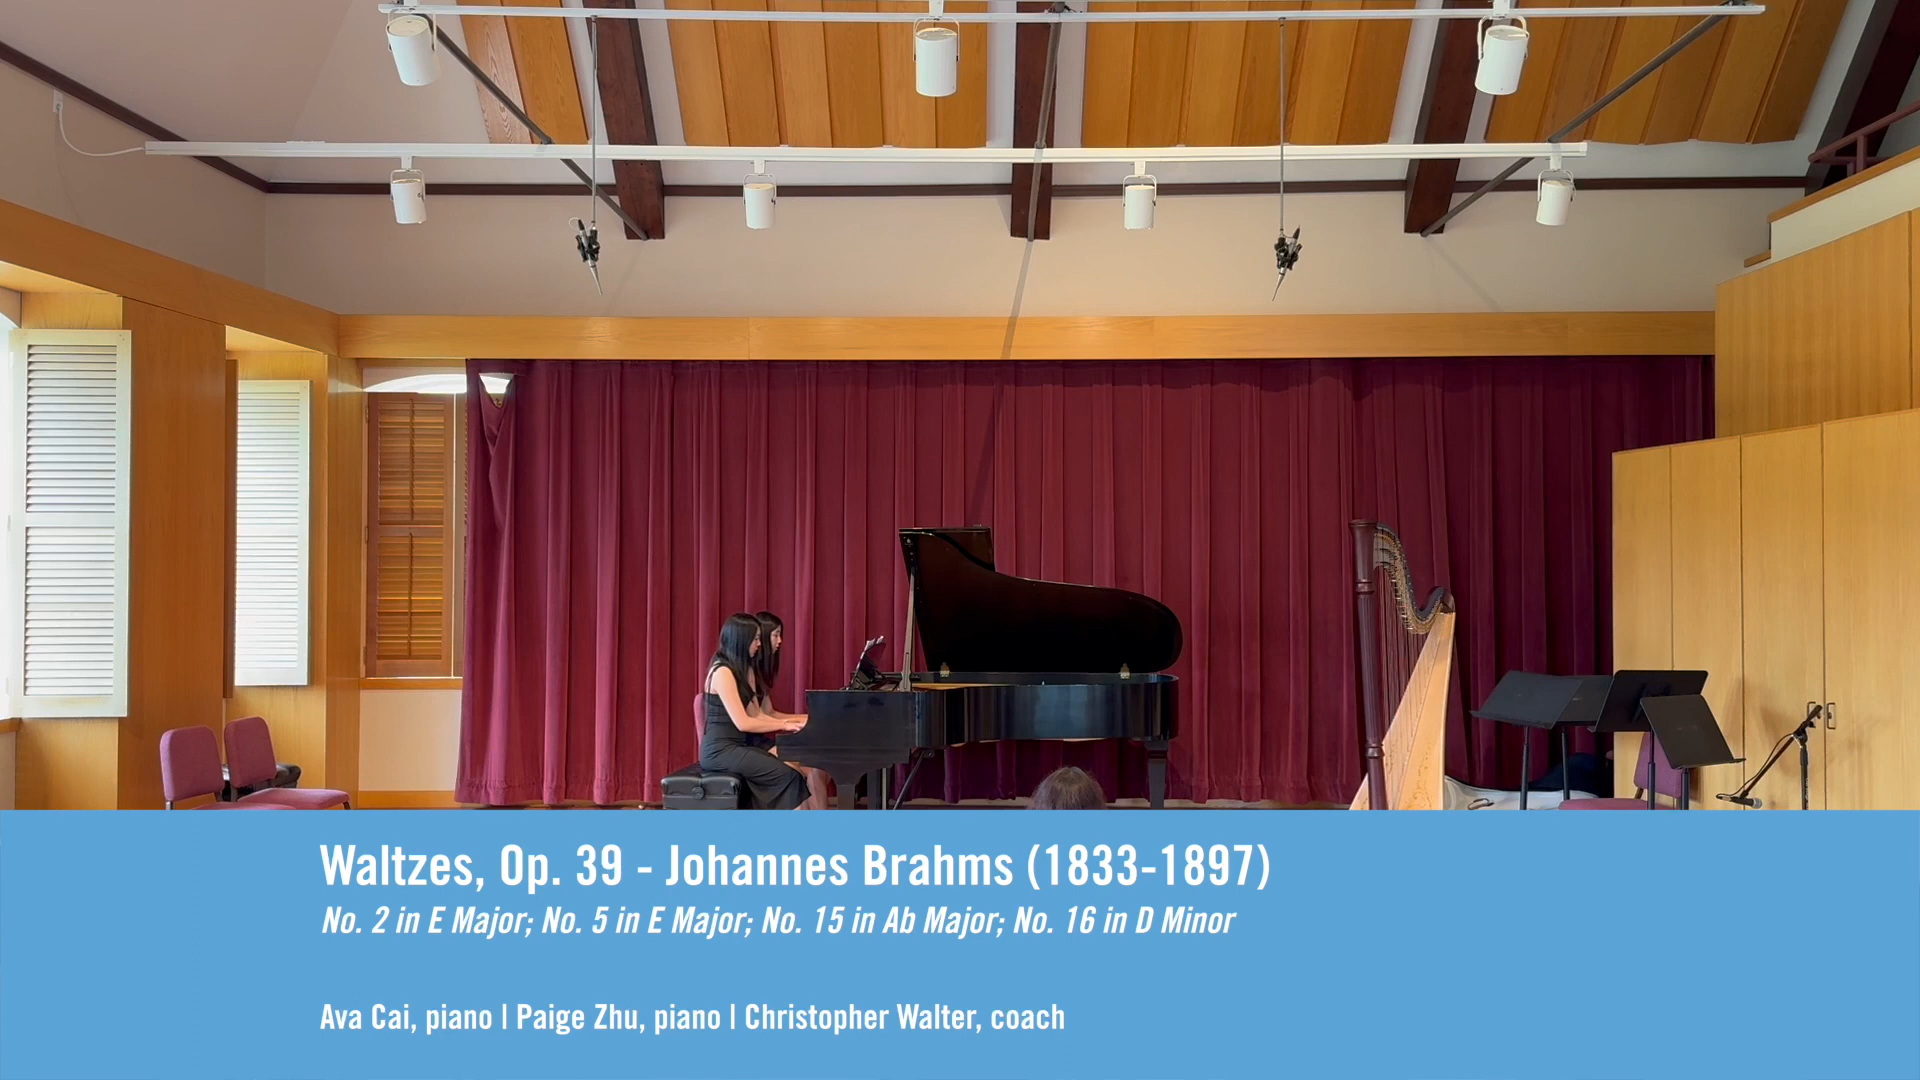 Waltzes, Op. 39 - Johannes Brahms (1833-1897)
No. 2 in E Major; No. 5 in E Major; No. 15 in Ab Major; No. 16 in D Minor
Ava Cai, piano | Paige Zhu, piano | Christopher Walter, coach